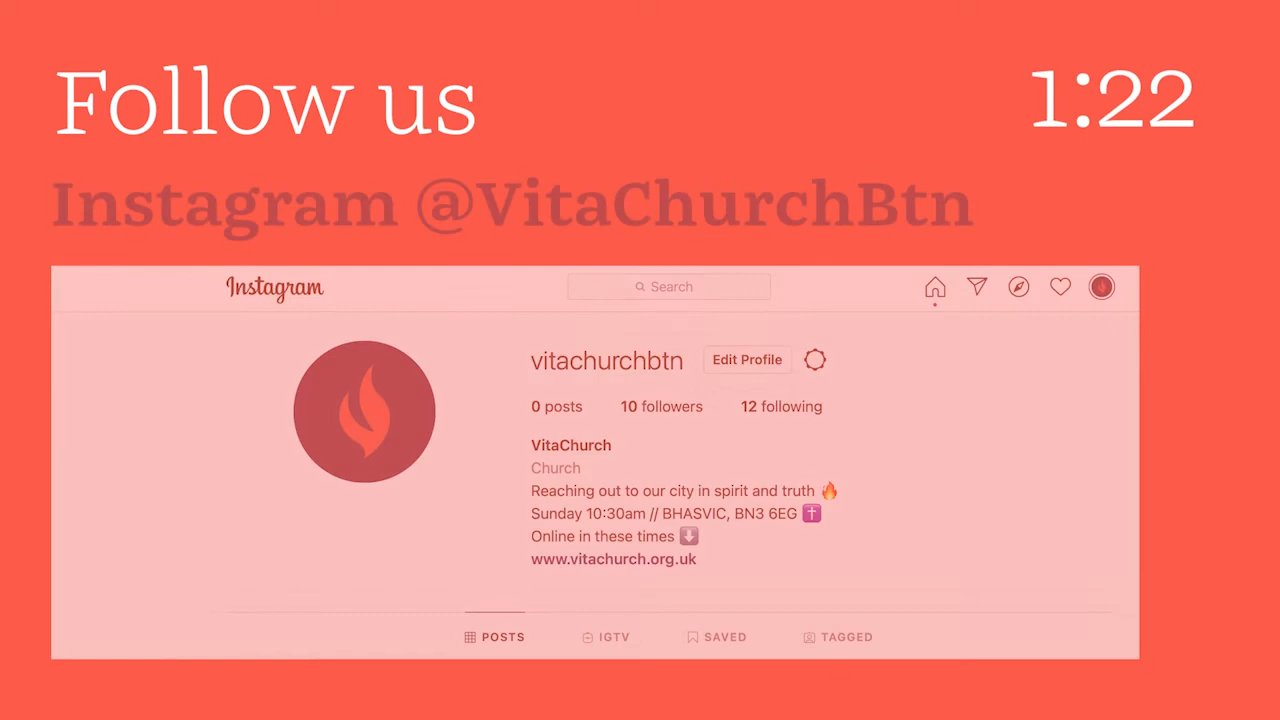 Follow us
1:22
Instagram @VitaChurchBtn
Instagram
Search
vitachurchbtn
Edit Profile
0 posts 10 followers 12 following
VitaChurch
Church
Reaching out to our city in spirit and truth 🔥
Sunday 10:30am // BHASVIC, BN3 6EG ✝️
Online in these times ⬇️
www.vitachurch.org.uk
POSTS IGTV SAVED TAGGED